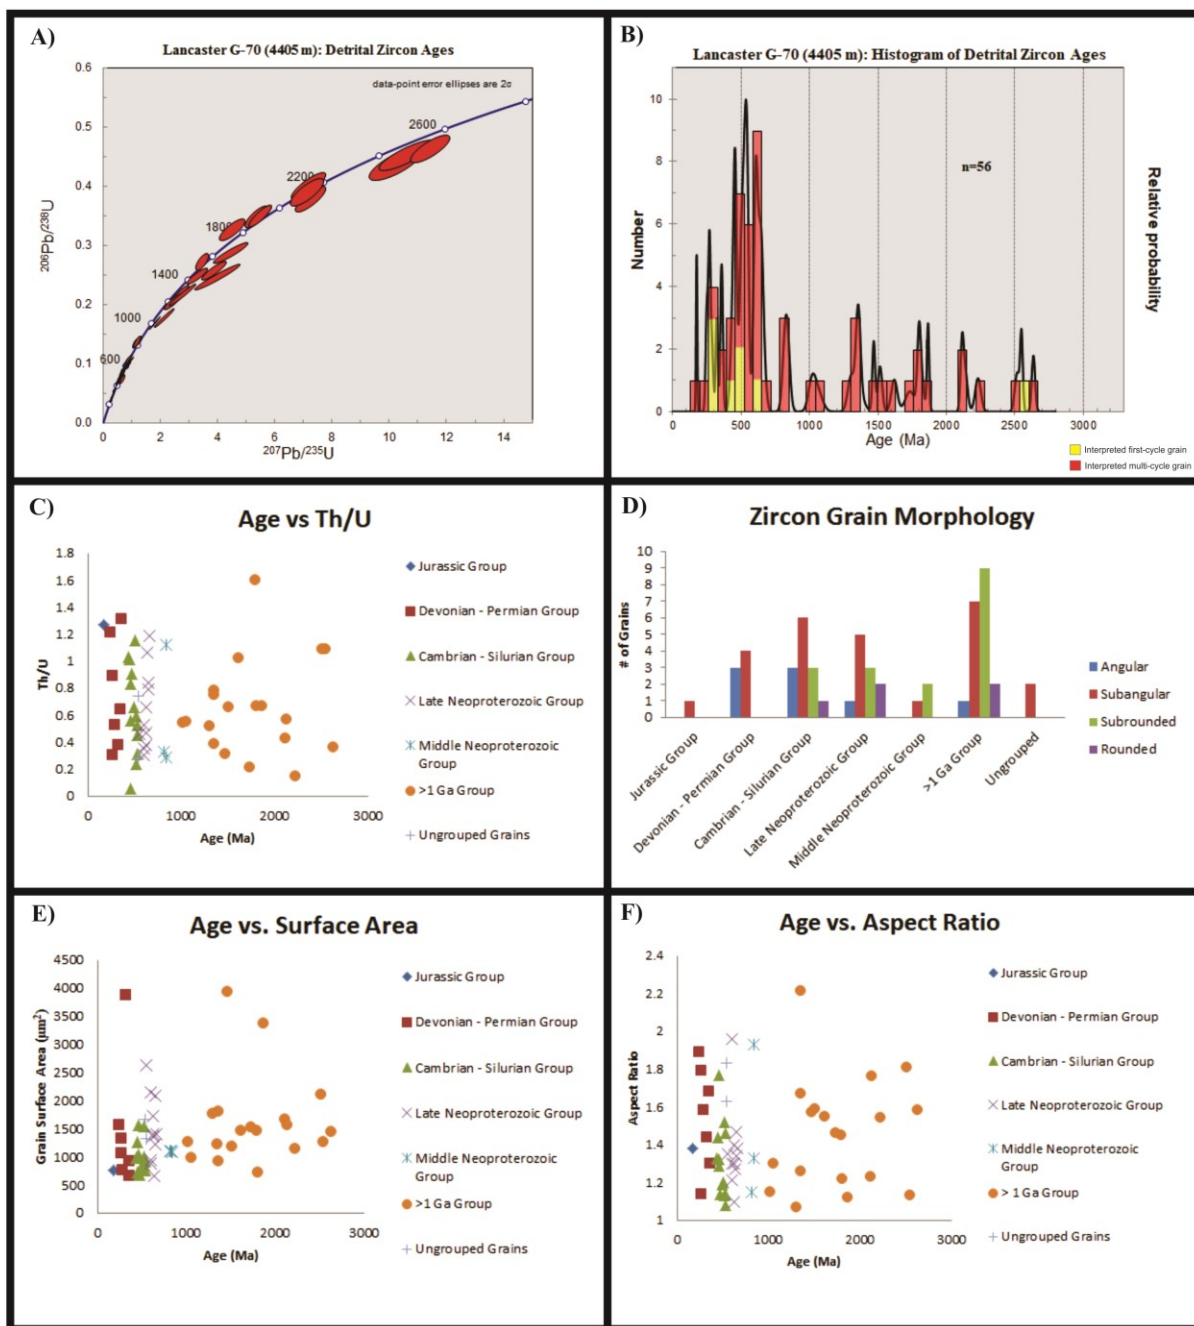 A)
Lancaster G-70 (4405 m): Detrital Zircon Ages
data-point error ellipses are 2σ
0.6
0.5
0.4
0.3
0.2
0.1
0.0
206Pb/238U
2600
2200
1800
1400
1000
600
0 2 4 6 8 10 12 14
207Pb/235U
B)
Lancaster G-70 (4405 m): Histogram of Detrital Zircon Ages
n=56
10
8
6
4
2
0
Number
Relative probability
0 500 1000 1500 2000 2500 3000
Age (Ma)
Interpreted first-cycle grain
Interpreted multi-cycle grain
C)
Age vs Th/U
1.8
1.6
1.4
1.2
1
0.8
0.6
0.4
0.2
0
Th/U
0 1000 2000 3000
Age (Ma)
Jurassic Group
Devonian - Permian Group
Cambrian - Silurian Group
Late Neoproterozoic Group
Middle Neoproterozoic
Group
>1 Ga Group
Ungrouped Grains
D)
Zircon Grain Morphology
10
9
8
7
6
5
4
3
2
1
0
# of Grains
Jurassic Group
Devonian - Permian Group
Cambrian - Silurian Group
Late Neoproterozoic Group
Middle Neoproterozoic Group
>1 Ga Group
Ungrouped
Angular
Subangular
Subrounded
Rounded
E)
Age vs. Surface Area
4500
4000
3500
3000
2500
2000
1500
1000
500
0
Grain Surface Area (µm2)
0 1000 2000 3000
Age (Ma)
Jurassic Group
Devonian - Permian Group
Cambrian - Silurian Group
Late Neoproterozoic Group
Middle Neoproterozoic
Group
>1 Ga Group
Ungrouped Grains
F)
Age vs. Aspect Ratio
2.4
2.2
2
1.8
1.6
1.4
1.2
1
Aspect Ratio
0 1000 2000 3000
Age (Ma)
Jurassic Group
Devonian - Permian Group
Cambrian - Silurian Group
Late Neoproterozoic Group
Middle Neoproterozoic
Group
> 1 Ga Group
Ungrouped Grains